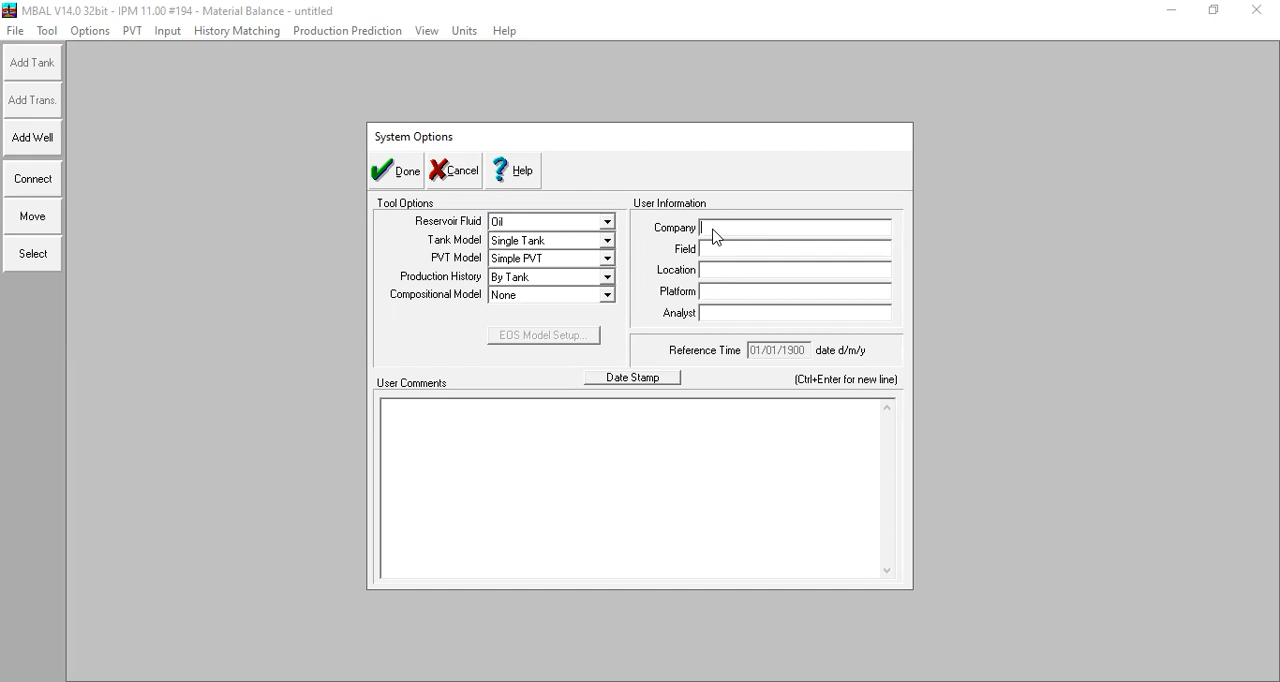 MBAL V14.0 32bit - IPM 11.00 #194 - Material Balance - untitled
File Tool Options PVT Input History Matching Production Prediction View Units Help
Add Tank
Add Trans.
Add Well
Connect
Move
Select
System Options
Done Cancel Help
Tool Options
Reservoir Fluid Oil
Tank Model Single Tank
PVT Model Simple PVT
Production History By Tank
Compositional Model None
EOS Model Setup...
User Information
Company
Field
Location
Platform
Analyst
Reference Time 01/01/1900 date d/m/y
User Comments Date Stamp (Ctrl+Enter for new line)